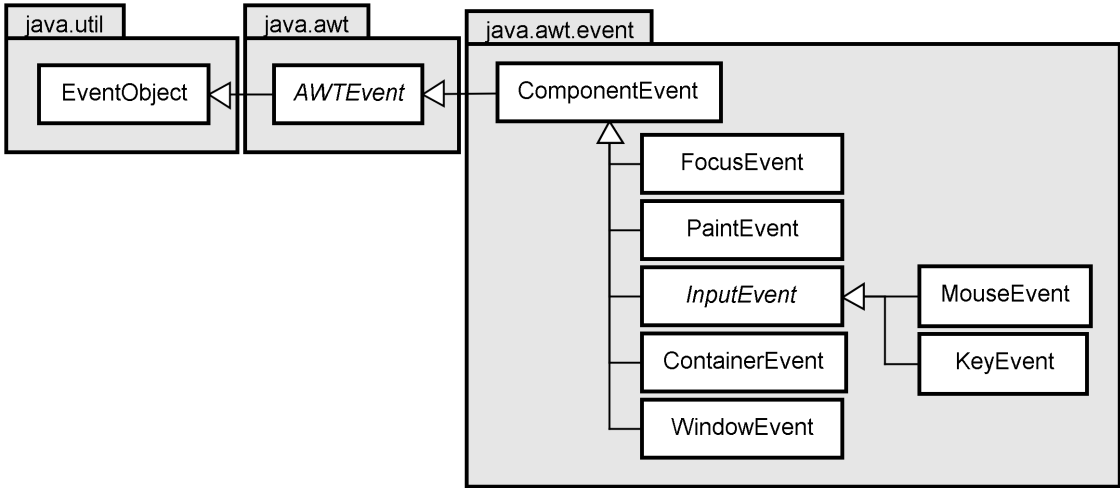 java.util
java.awt
java.awt.event
EventObject
AWTEvent
ComponentEvent
FocusEvent
PaintEvent
InputEvent
MouseEvent
KeyEvent
ContainerEvent
WindowEvent